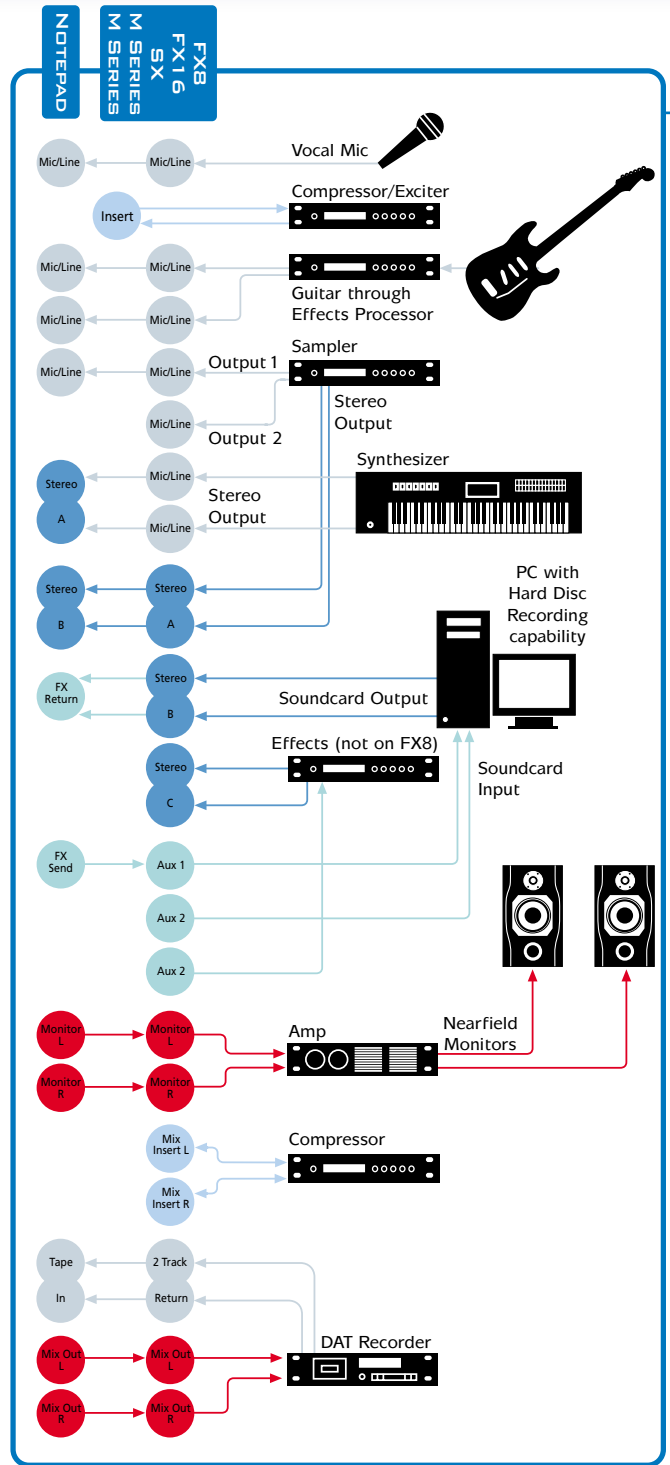 NOTEPAD
FX8
FX16
SX
M SERIES
M SERIES
Vocal Mic
Mic/Line
Mic/Line
Compressor/Exciter
Insert
Mic/Line
Mic/Line
Guitar through
Effects Processor
Mic/Line
Mic/Line
Sampler
Mic/Line
Mic/Line
Output 1
Stereo
Output
Mic/Line
Output 2
Synthesizer
Mic/Line
Stereo
A
Stereo
Output
Mic/Line
PC with
Hard Disc
Recording
capability
Stereo
B
Stereo
A
FX
Return
Stereo
B
Soundcard Output
Effects (not on FX8)
Stereo
C
Soundcard
Input
FX
Send
Aux 1
Aux 2
Aux 2
Monitor
L
Monitor
L
Amp
Nearfield
Monitors
Monitor
R
Monitor
R
Mix
Insert L
Compressor
Mix
Insert R
Tape
In
2 Track
Return
DAT Recorder
Mix Out
L
Mix Out
L
Mix Out
R
Mix Out
R